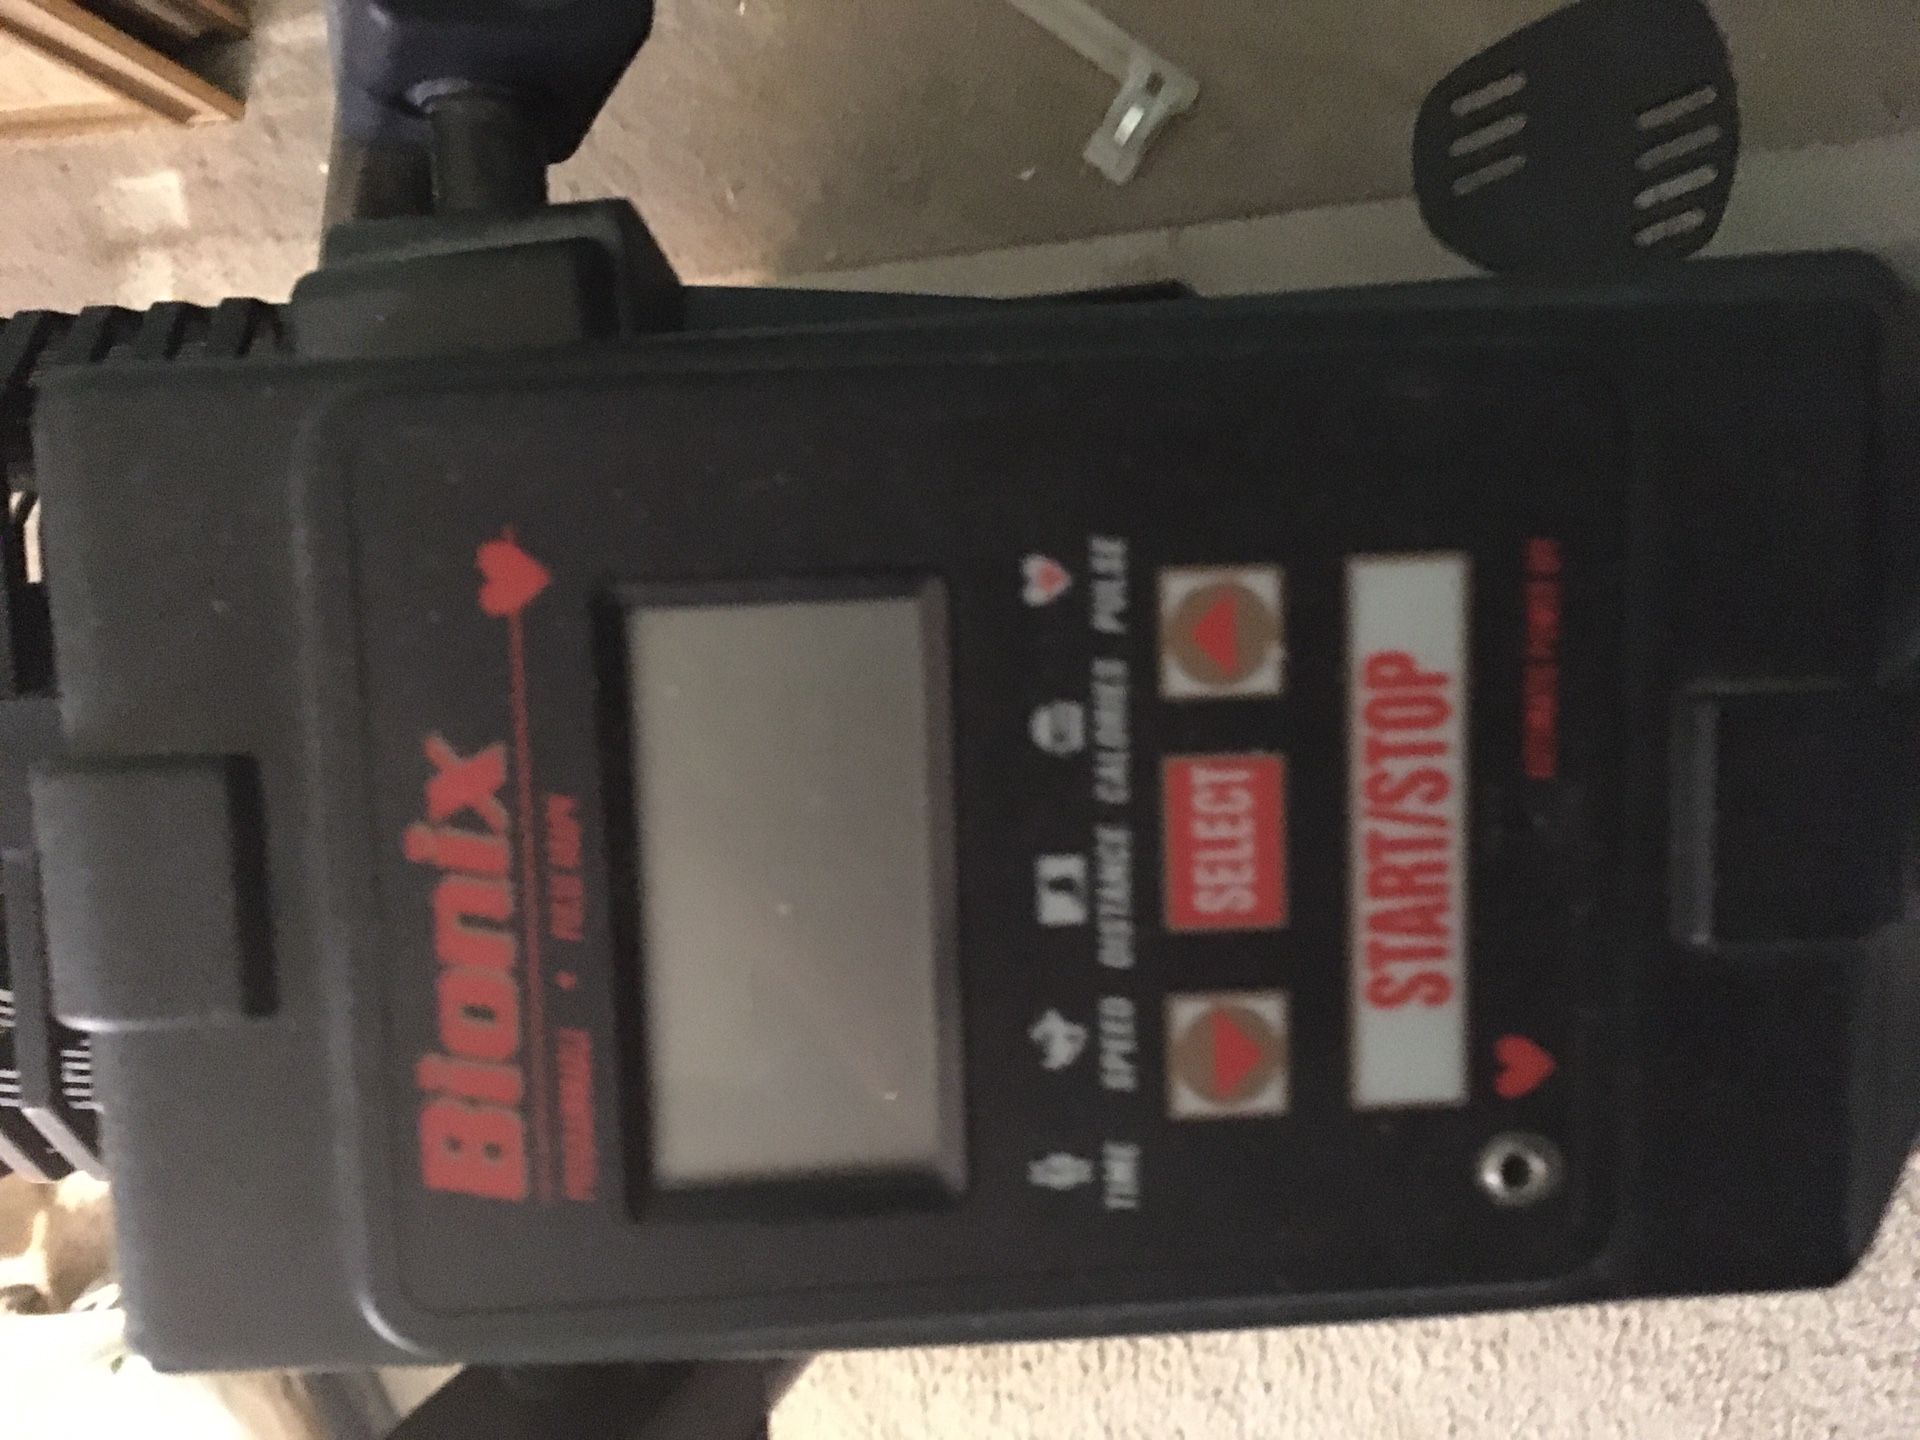 Bionix
TIME SPEED DISTANCE CALORIES PULSE
SELECT
START/STOP